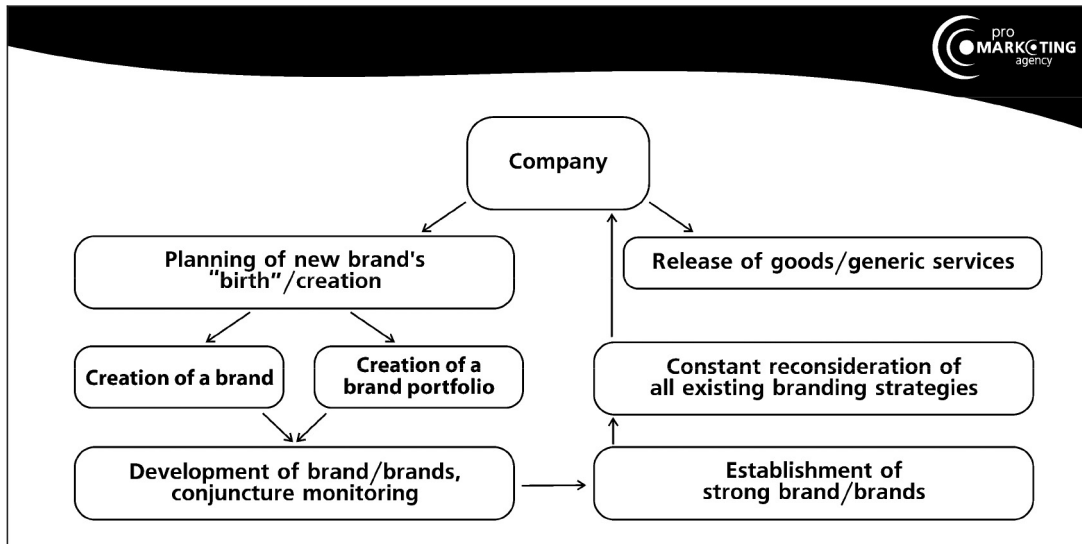 pro
MARKETING
agency
Company
Planning of new brand's
“birth”/creation
Release of goods/generic services
Creation of a brand
Creation of a
brand portfolio
Constant reconsideration of
all existing branding strategies
Development of brand/brands,
conjuncture monitoring
Establishment of
strong brand/brands